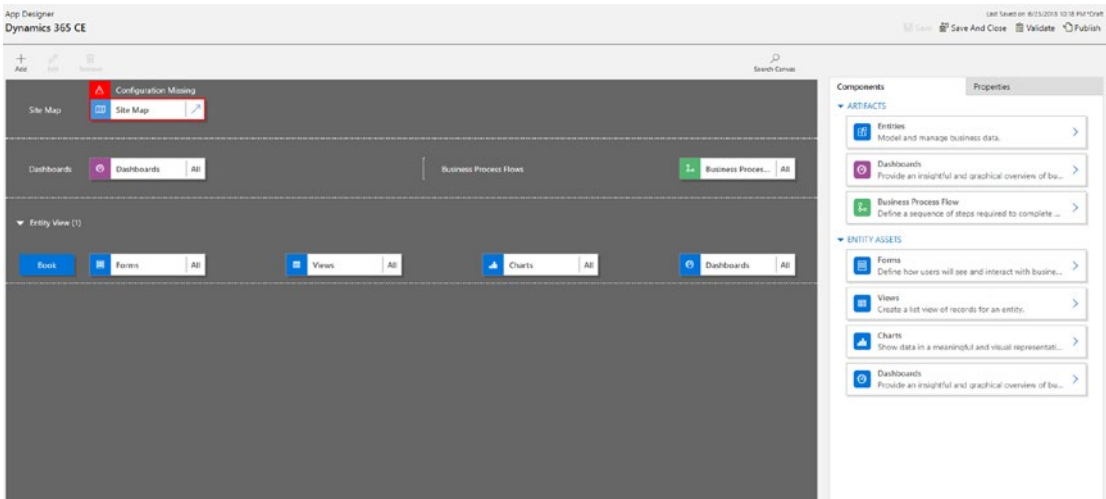 App Designer
Dynamics 365 CE
Last Saved on :6/25/2018 10:18 PM *Draft
Save
Save And Close
Validate
Publish
Add
Edit
Remove
Search Canvas
Configuration Missing
Site Map
Site Map
Dashboards
Dashboards
All
Business Process Flows
Business Proces...
All
Entity View (1)
Book
Forms
All
Views
All
Charts
All
Dashboards
All
Components
Properties
ARTIFACTS
Entities
Model and manage business data.
Dashboards
Provide an insightful and graphical overview of bu...
Business Process Flow
Define a sequence of steps required to complete ...
ENTITY ASSETS
Forms
Define how users will see and interact with busine...
Views
Create a list view of records for an entity.
Charts
Show data in a meaningful and visual representati...
Dashboards
Provide an insightful and graphical overview of bu...